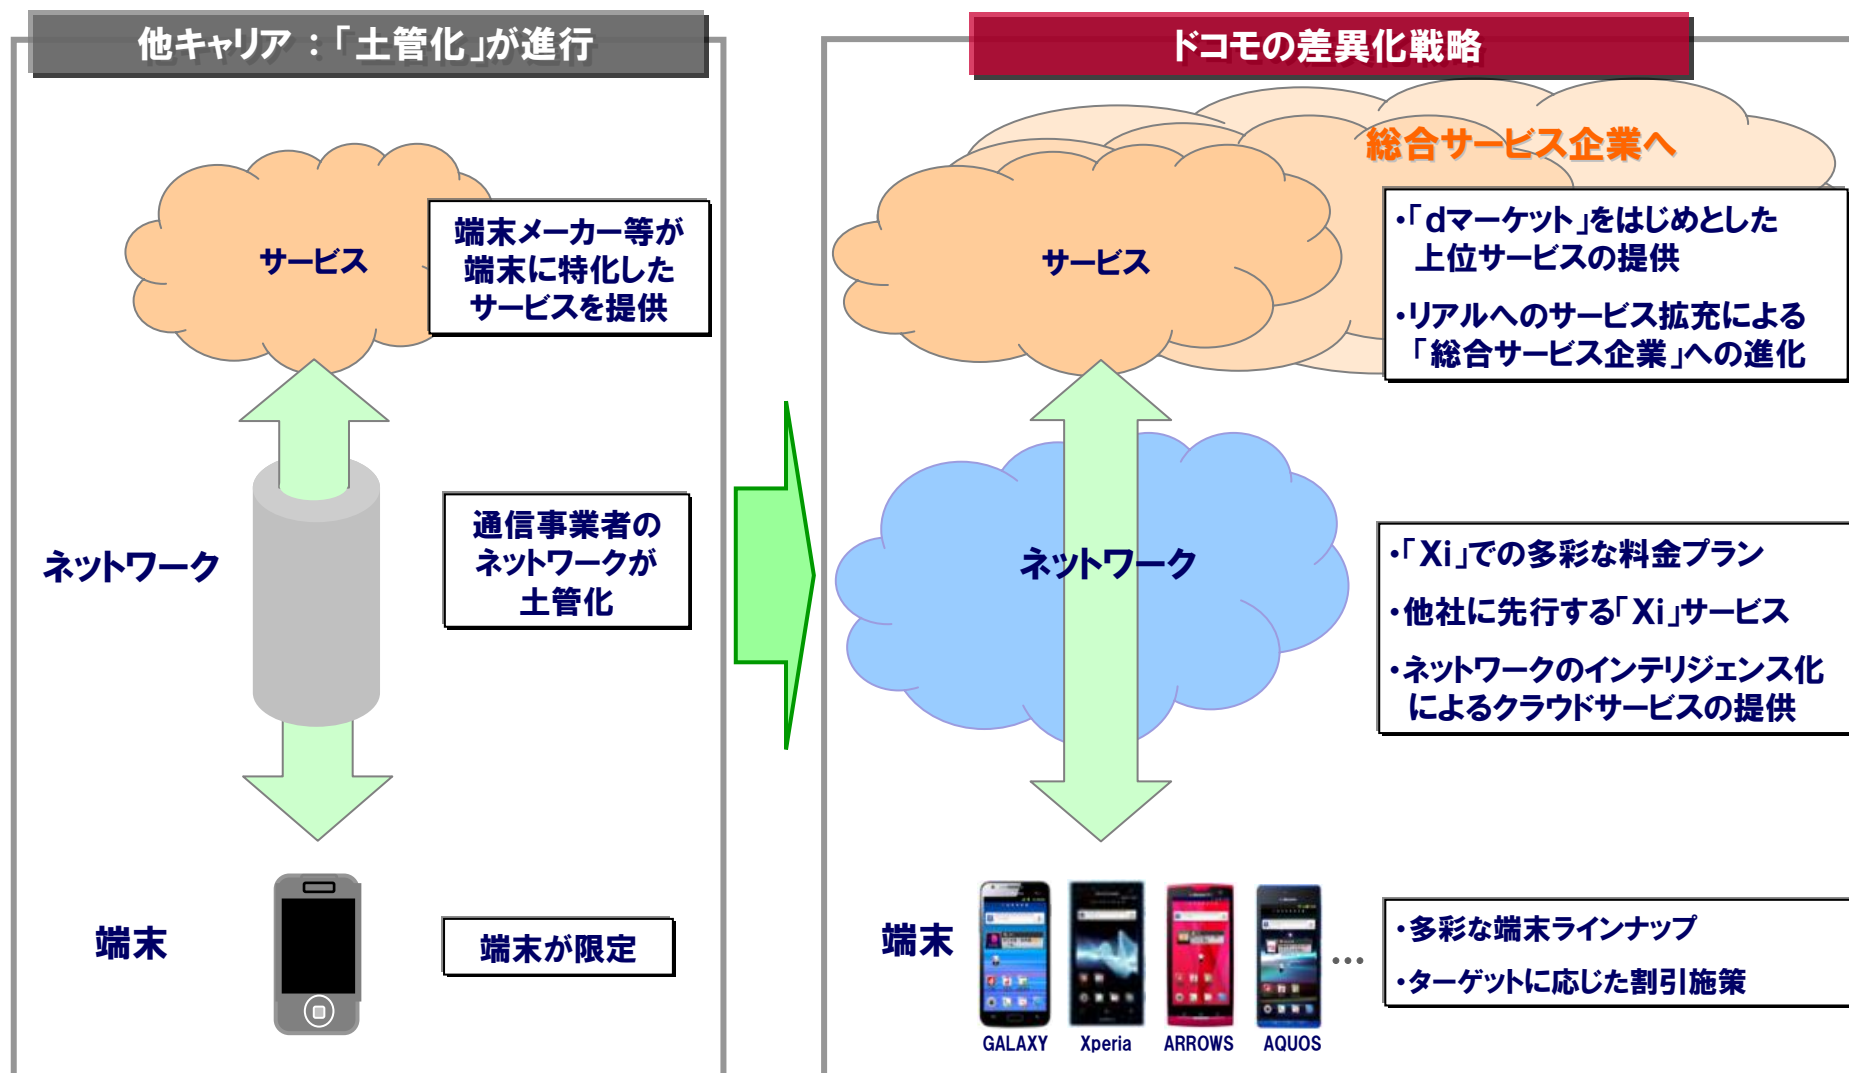 他キャリア：「土管化」が進行
サービス
端末メーカー等が
端末に特化した
サービスを提供
ネットワーク
通信事業者の
ネットワークが
土管化
端末
端末が限定
ドコモの差異化戦略
総合サービス企業へ
サービス
・「dマーケット」をはじめとした
上位サービスの提供
・リアルへのサービス拡充による
「総合サービス企業」への進化
ネットワーク
・「Xi」での多彩な料金プラン
・他社に先行する「Xi」サービス
・ネットワークのインテリジェンス化
によるクラウドサービスの提供
端末
GALAXY Xperia ARROWS AQUOS
…
・多彩な端末ラインナップ
・ターゲットに応じた割引施策